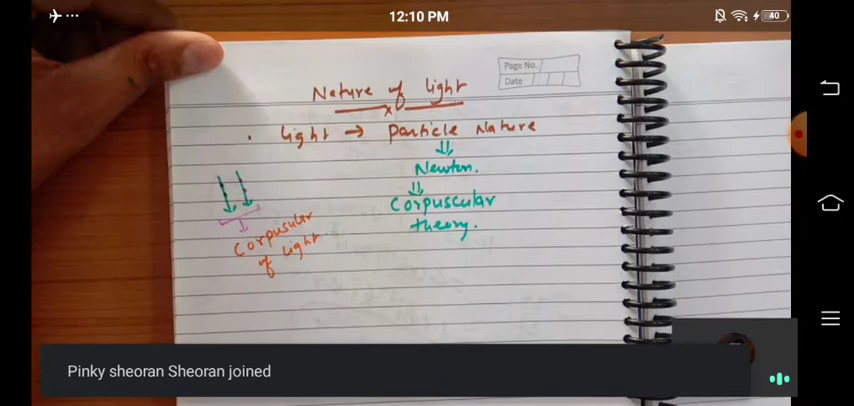 12:10 PM
40
Page No.
Date
Nature of light
light → Particle Nature
⇓
Newton.
⇓
Corpuscular
theory.
Corpusular
of light
Pinky sheoran Sheoran joined